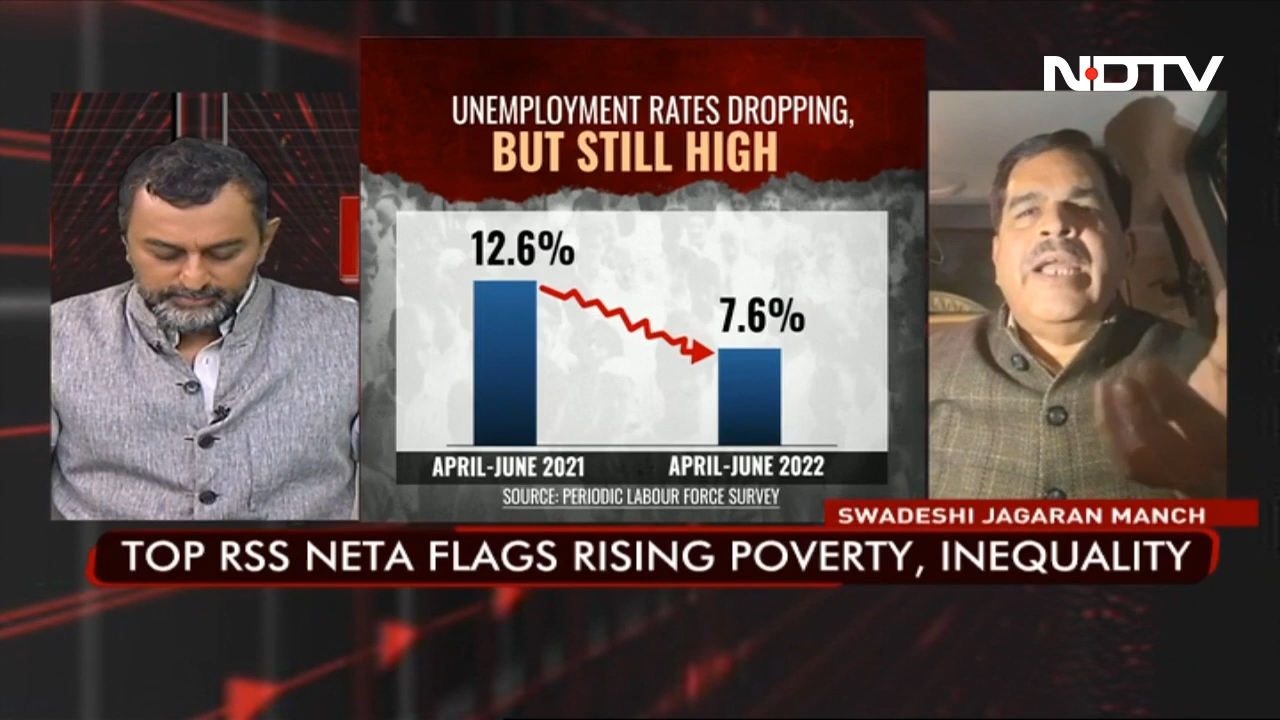 NDTV
UNEMPLOYMENT RATES DROPPING,
BUT STILL HIGH
12.6%
7.6%
APRIL-JUNE 2021
APRIL-JUNE 2022
SOURCE: PERIODIC LABOUR FORCE SURVEY
SWADESHI JAGARAN MANCH
TOP RSS NETA FLAGS RISING POVERTY, INEQUALITY